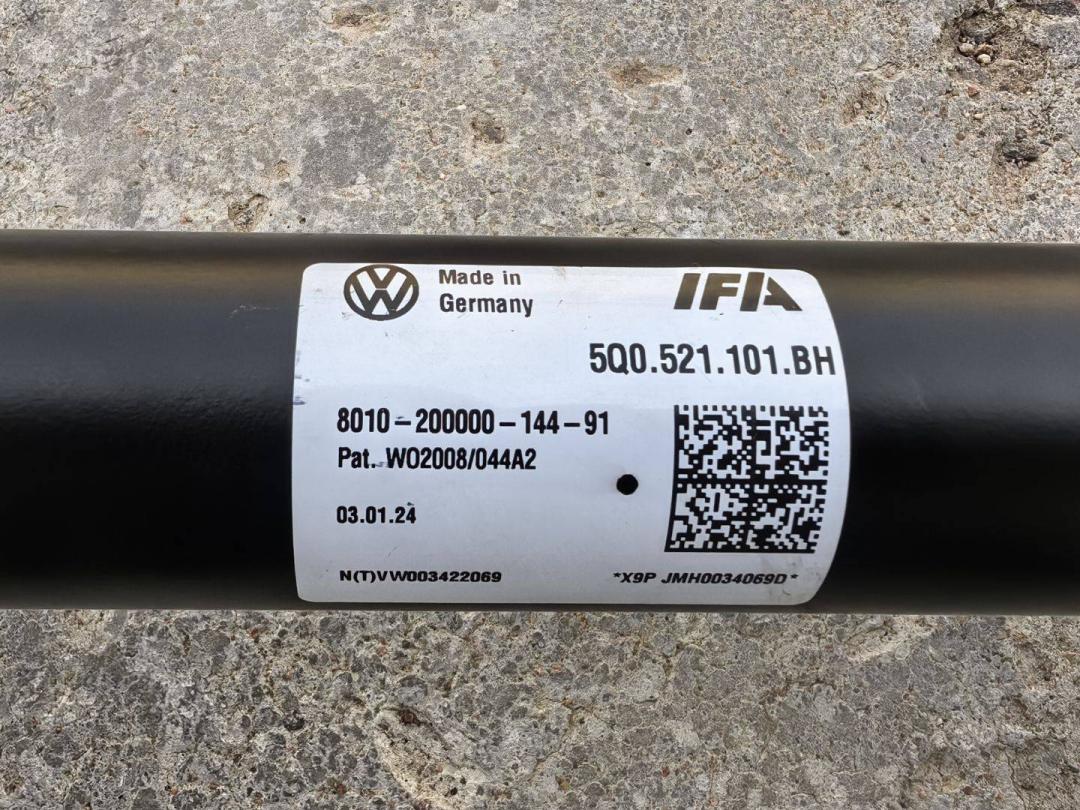 Made in
Germany
IFA
5Q0.521.101.BH
8010-200000-144-91
Pat. WO2008/044A2
03.01.24
N(T)VW003422069
*X9P JMH0034069D*